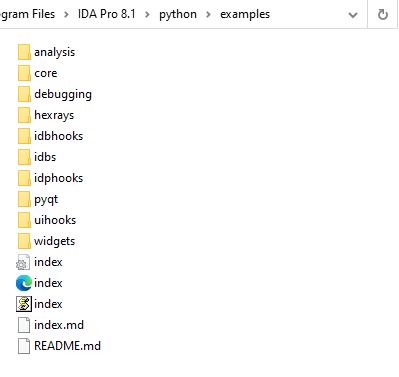 gram Files > IDA Pro 8.1 > python > examples
analysis
core
debugging
hexrays
idbhooks
idbs
idphooks
pyqt
uihooks
widgets
index
index
index
index.md
README.md